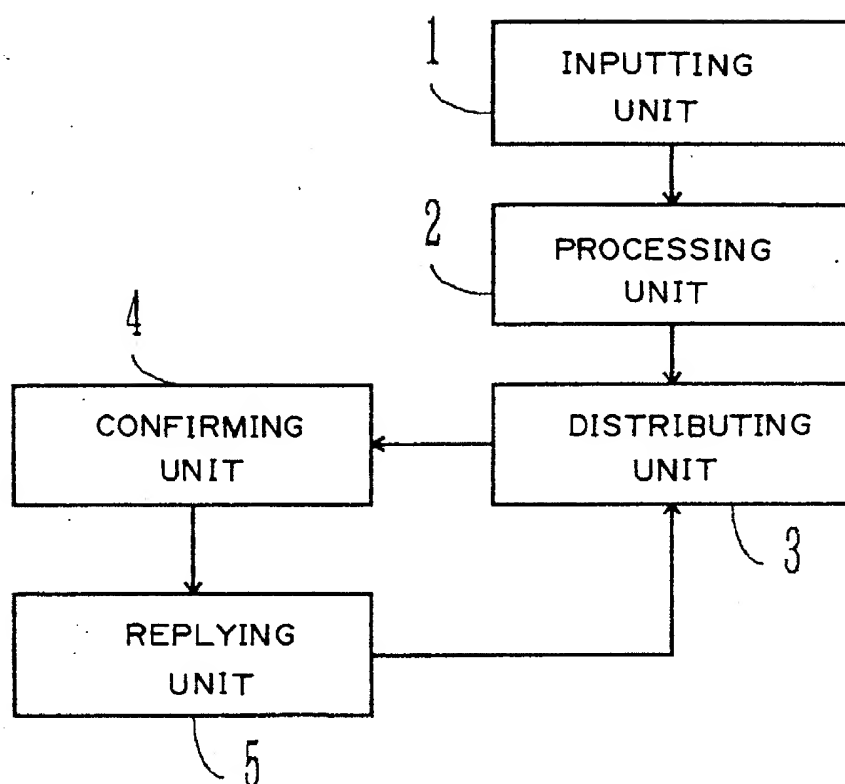 1
INPUTTING
UNIT
2
PROCESSING
UNIT
4
CONFIRMING
UNIT
DISTRIBUTING
UNIT
3
REPLYING
UNIT
5